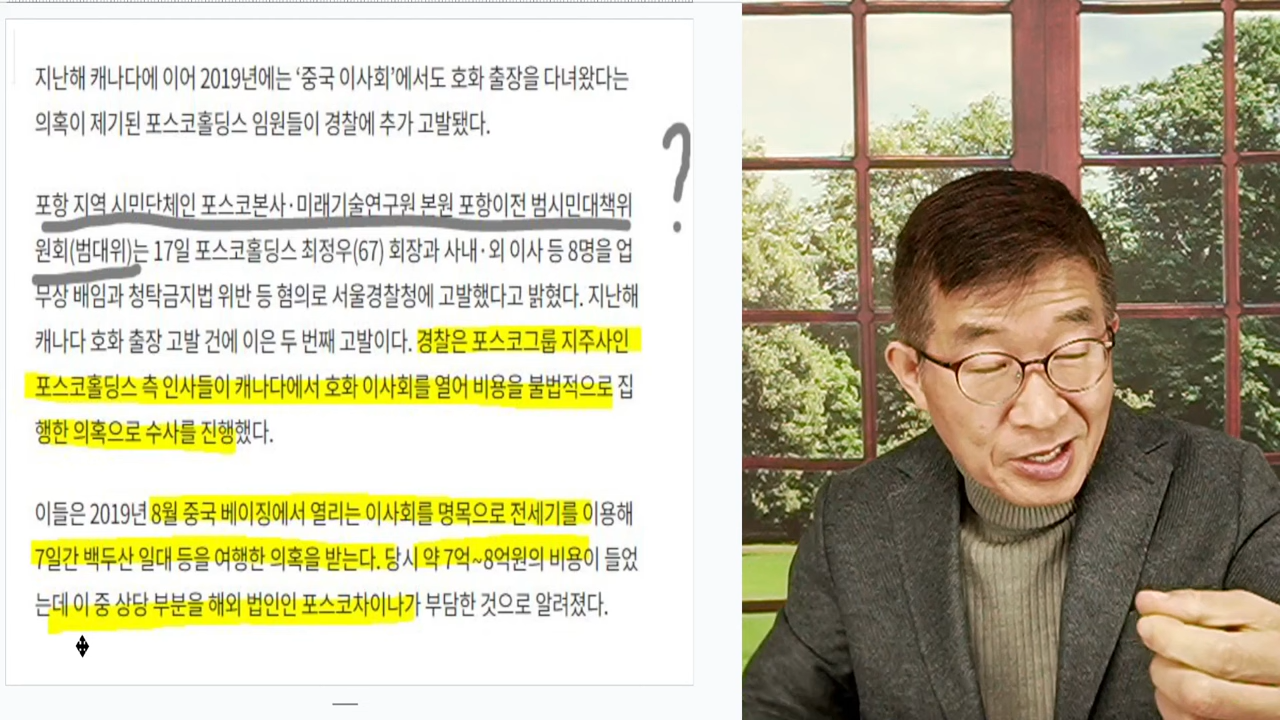 지난해 캐나다에 이어 2019년에는 ‘중국 이사회’에서도 호화 출장을 다녀왔다는
의혹이 제기된 포스코홀딩스 임원들이 경찰에 추가 고발됐다.
?
포항 지역 시민단체인 포스코본사·미래기술연구원 본원 포항이전 범시민대책위
원회(범대위)는 17일 포스코홀딩스 최정우(67) 회장과 사내·외 이사 등 8명을 업
무상 배임과 청탁금지법 위반 등 혐의로 서울경찰청에 고발했다고 밝혔다. 지난해
캐나다 호화 출장 고발 건에 이은 두 번째 고발이다. 경찰은 포스코그룹 지주사인
포스코홀딩스 측 인사들이 캐나다에서 호화 이사회를 열어 비용을 불법적으로 집
행한 의혹으로 수사를 진행했다.
이들은 2019년 8월 중국 베이징에서 열리는 이사회를 명목으로 전세기를 이용해
7일간 백두산 일대 등을 여행한 의혹을 받는다. 당시 약 7억~8억원의 비용이 들었
는데 이 중 상당 부분을 해외 법인인 포스코차이나가 부담한 것으로 알려졌다.